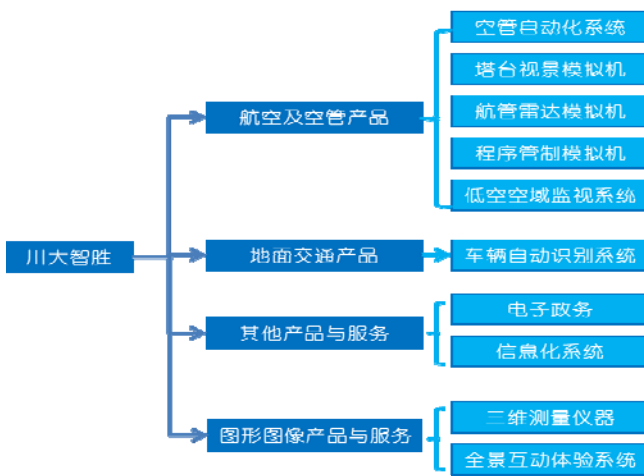 川大智胜
航空及空管产品
空管自动化系统
塔台视景模拟机
航管雷达模拟机
程序管制模拟机
低空空域监视系统
地面交通产品
车辆自动识别系统
其他产品与服务
电子政务
信息化系统
图形图像产品与服务
三维测量仪器
全景互动体验系统